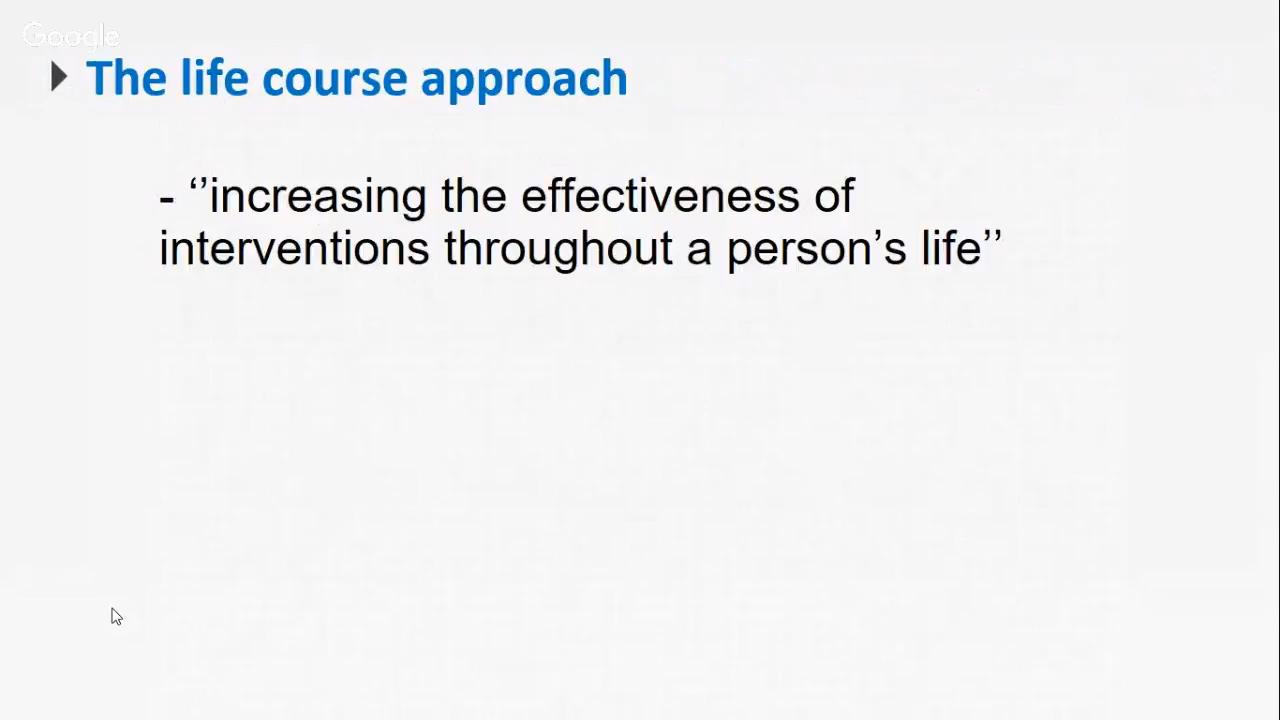 Google
The life course approach
- ‘’increasing the effectiveness of
interventions throughout a person’s life’’